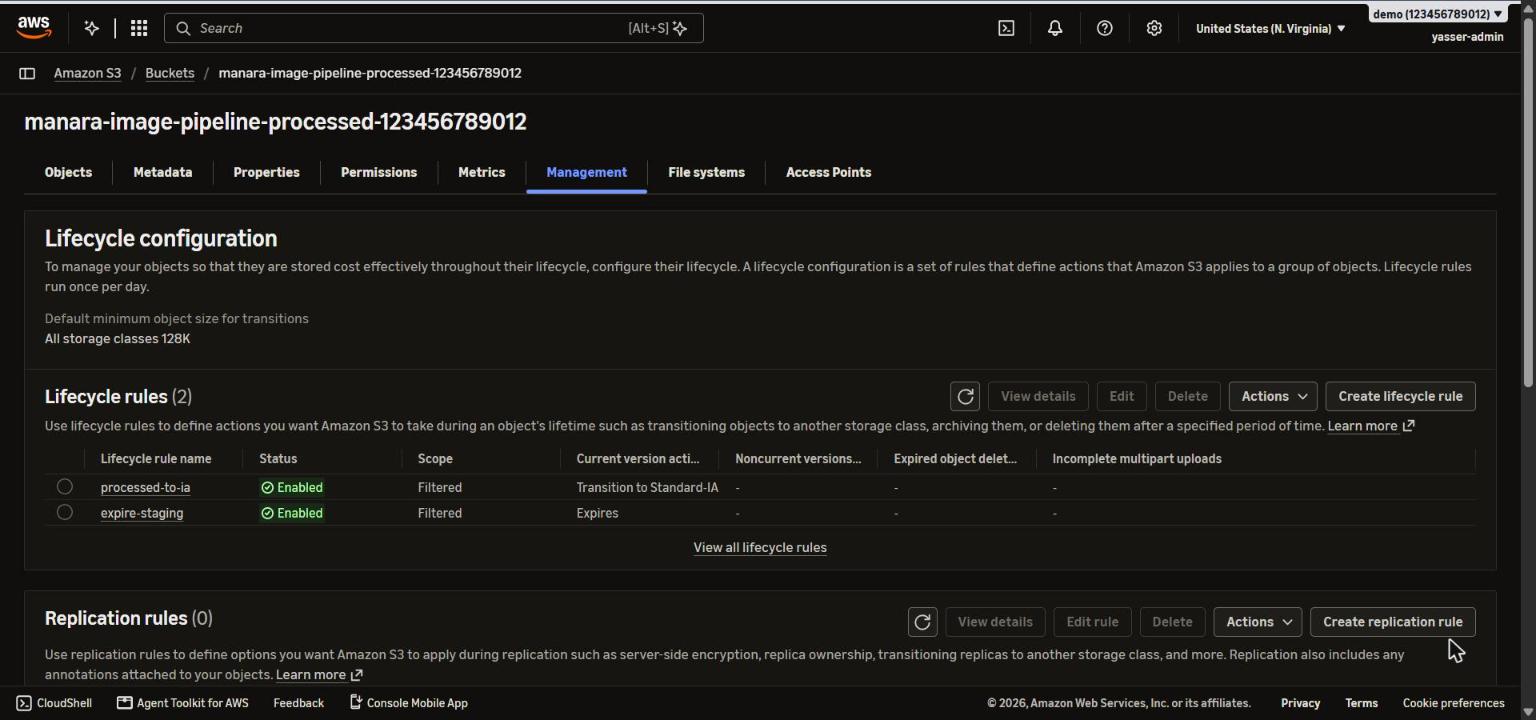 aws
Search [Alt+S]
United States (N. Virginia) ▼
demo (123456789012) ▼
yasser-admin
Amazon S3 / Buckets / manara-image-pipeline-processed-123456789012
manara-image-pipeline-processed-123456789012
Objects Metadata Properties Permissions Metrics Management File systems Access Points
Lifecycle configuration
To manage your objects so that they are stored cost effectively throughout their lifecycle, configure their lifecycle. A lifecycle configuration is a set of rules that define actions that Amazon S3 applies to a group of objects. Lifecycle rules
run once per day.
Default minimum object size for transitions
All storage classes 128K
Lifecycle rules (2) View details Edit Delete Actions Create lifecycle rule
Use lifecycle rules to define actions you want Amazon S3 to take during an object's lifetime such as transitioning objects to another storage class, archiving them, or deleting them after a specified period of time. Learn more
Lifecycle rule name Status Scope Current version acti... Noncurrent versions... Expired object delet... Incomplete multipart uploads
processed-to-ia Enabled Filtered Transition to Standard-IA - - -
expire-staging Enabled Filtered Expires - - -
View all lifecycle rules
Replication rules (0) View details Edit rule Delete Actions Create replication rule
Use replication rules to define options you want Amazon S3 to apply during replication such as server-side encryption, replica ownership, transitioning replicas to another storage class, and more. Replication also includes any
annotations attached to your objects. Learn more
CloudShell Agent Toolkit for AWS Feedback Console Mobile App © 2026, Amazon Web Services, Inc. or its affiliates. Privacy Terms Cookie preferences